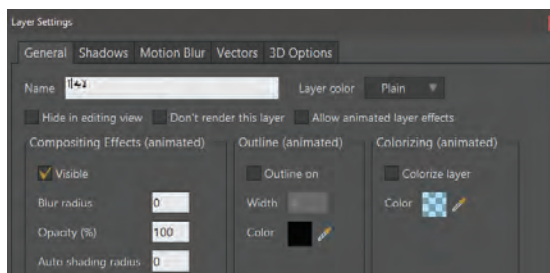 Layer Settings
General Shadows Motion Blur Vectors 3D Options
Name Layer color Plain
Hide in editing view Don't render this layer Allow animated layer effects
Compositing Effects (animated) Outline (animated) Colorizing (animated)
Visible Outline on Colorize layer
Blur radius 0 Width Color
Opacity (%) 100 Color
Auto shading radius 0